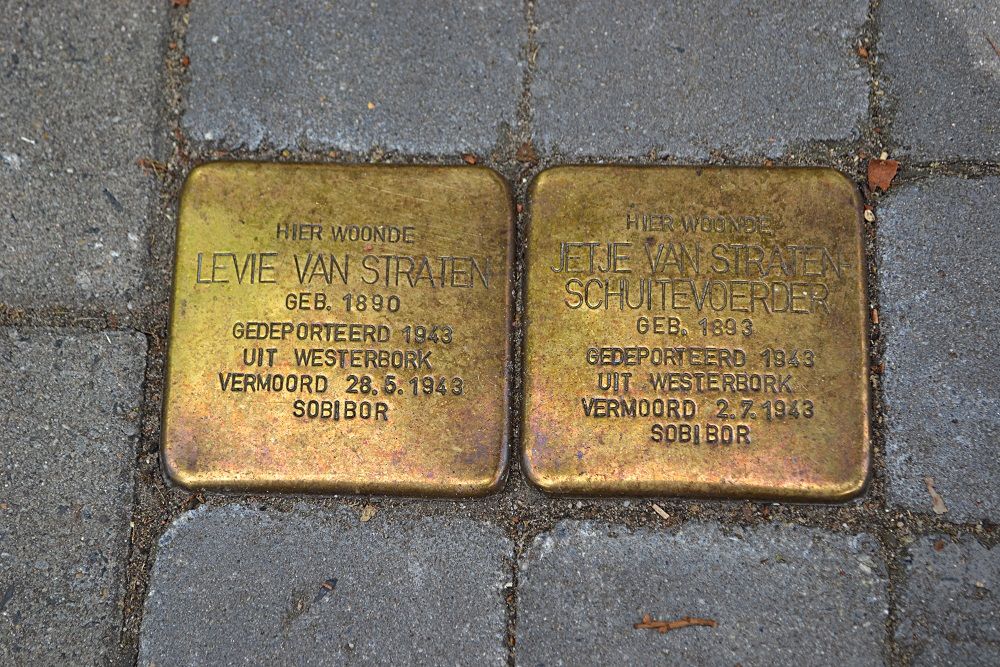 HIER WOONDE
LEVIE VAN STRATEN
GEB. 1890
GEDEPORTEERD 1943
UIT WESTERBORK
VERMOORD 28.5.1943
SOBIBOR
HIER WOONDE
JETJE VAN STRATEN-
SCHUITEVOERDER
GEB. 1893
GEDEPORTEERD 1943
UIT WESTERBORK
VERMOORD 2.7.1943
SOBIBOR